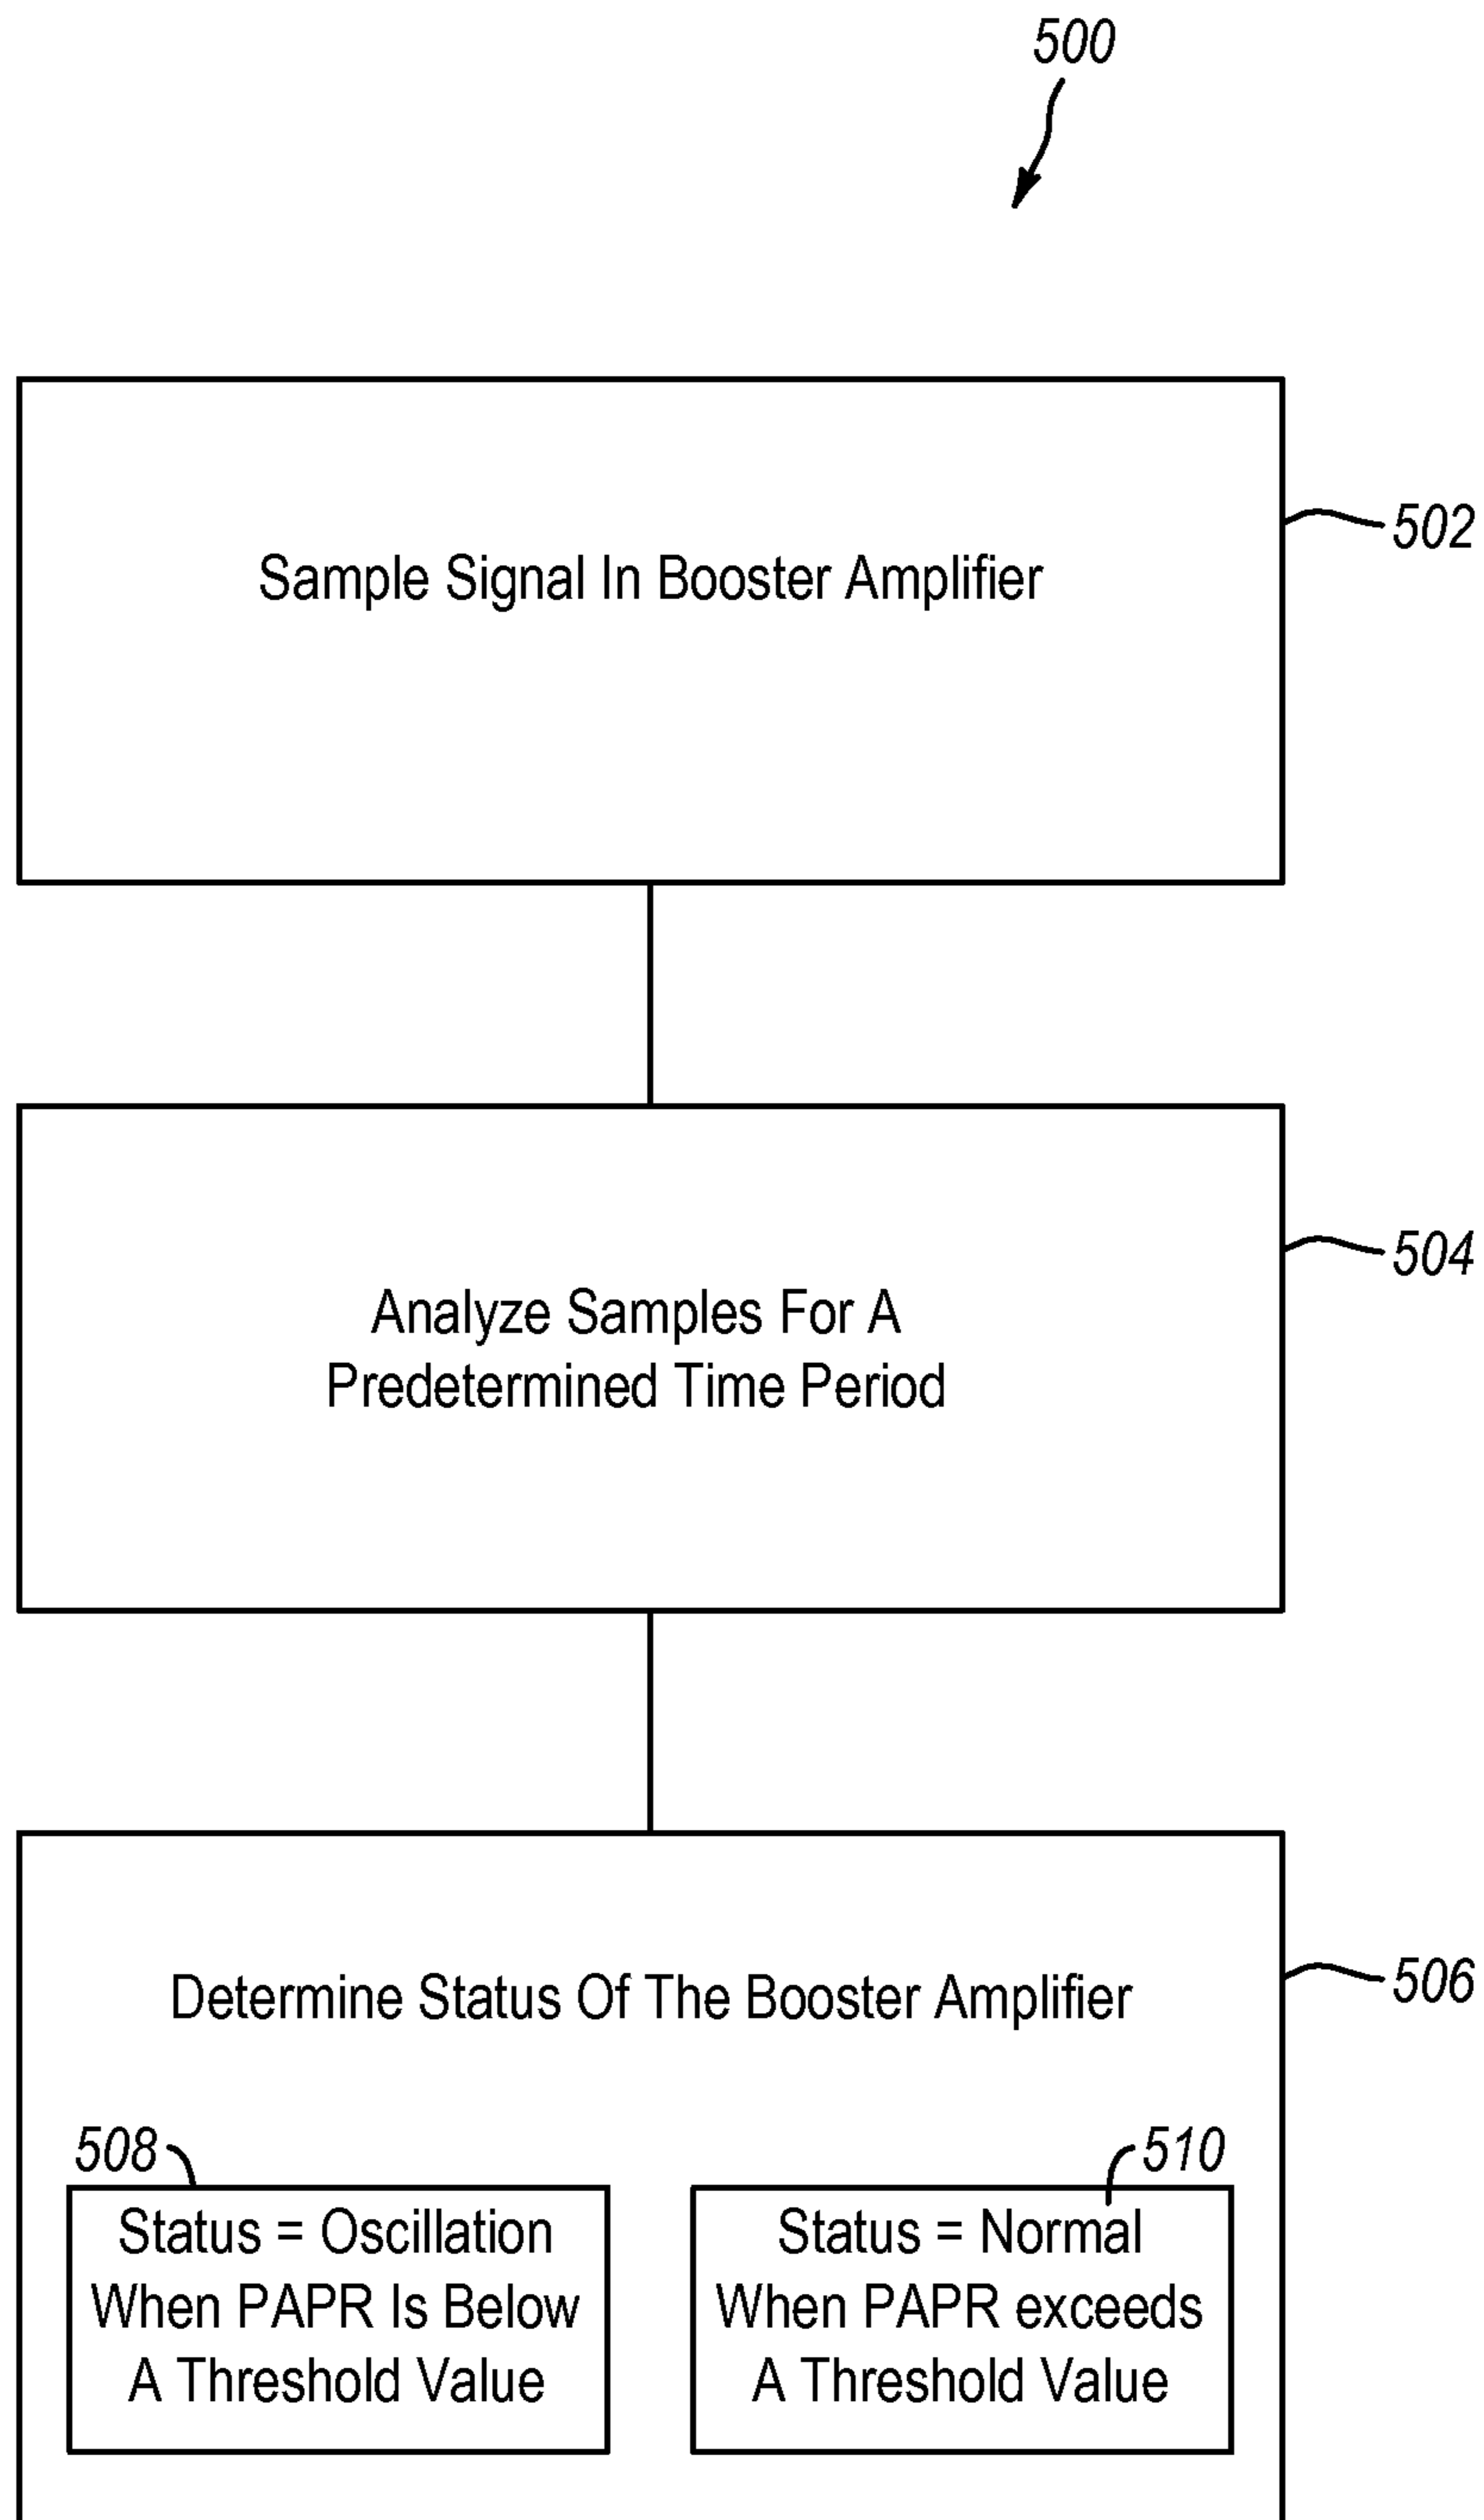 500
502
Sample Signal In Booster Amplifier
504
Analyze Samples For A
Predetermined Time Period
506
Determine Status Of The Booster Amplifier
508
Status = Oscillation
When PAPR Is Below
A Threshold Value
510
Status = Normal
When PAPR exceeds
A Threshold Value